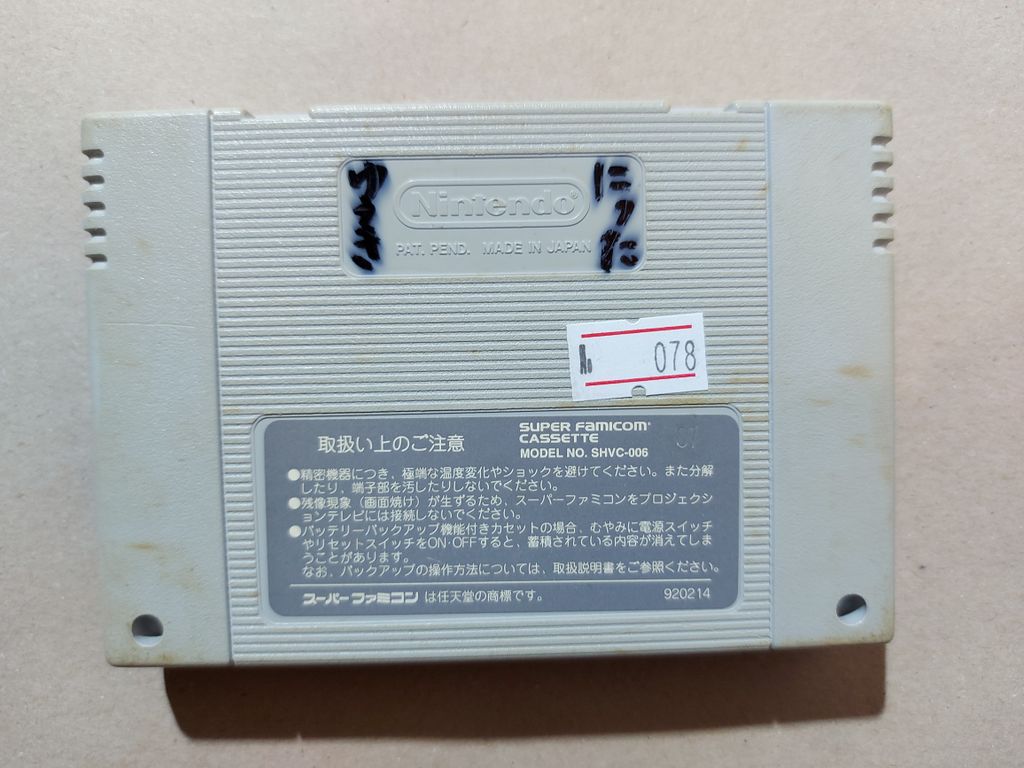 にった
Nintendo®
PAT. PEND. MADE IN JAPAN
078
取扱い上のご注意
SUPER FAMICOM®
CASSETTE
MODEL NO. SHVC-006
07
●精密機器につき、極端な温度変化やショックを避けてください。また分解
したり、端子部を汚したりしないでください。
●残像現象（画面焼け）が生ずるため、スーパーファミコンをプロジェクシ
ョンテレビには接続しないでください。
●バッテリーバックアップ機能付きカセットの場合、むやみに電源スイッチ
やリセットスイッチをON·OFFすると、蓄積されている内容が消えてしま
うことがあります。
なお、バックアップの操作方法については、取扱説明書をご参照ください。
スーパーファミコン は任天堂の商標です。
920214